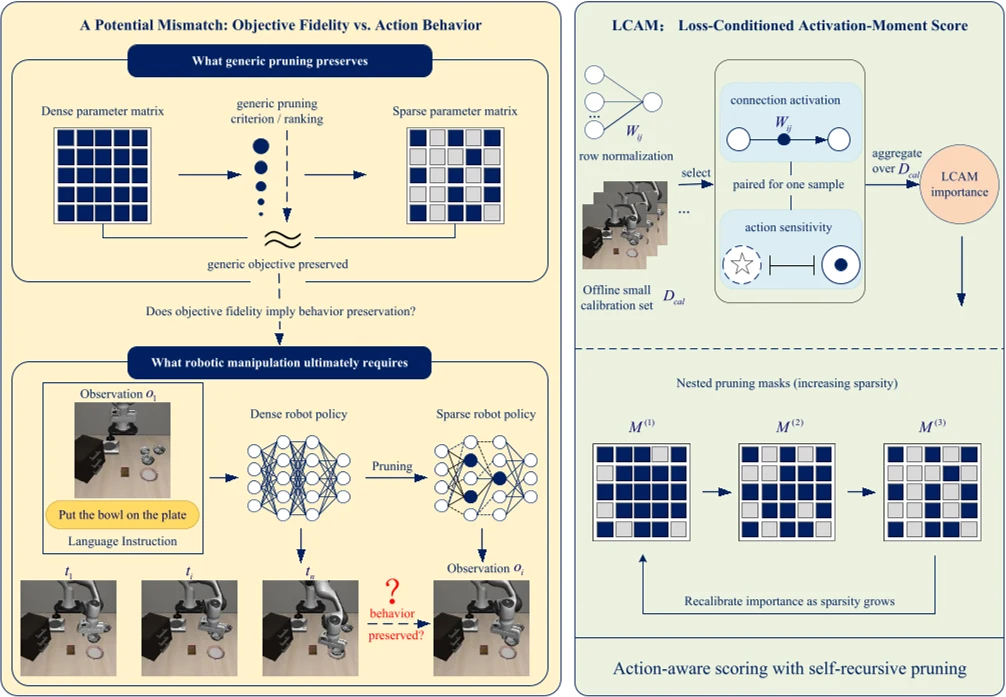 A Potential Mismatch: Objective Fidelity vs. Action Behavior
What generic pruning preserves
Dense parameter matrix
generic pruning
criterion / ranking
Sparse parameter matrix
generic objective preserved
Does objective fidelity imply behavior preservation?
What robotic manipulation ultimately requires
Observation o₁
Put the bowl on the plate
Language Instruction
Dense robot policy
Pruning
Sparse robot policy
t₁
tᵢ
tₙ
?
behavior
preserved?
Observation oᵢ
LCAM： Loss-Conditioned Activation-Moment Score
...
Wᵢⱼ
row normalization
...
Offline small
calibration set D_cal
select
connection activation
Wᵢⱼ
paired for one sample
action sensitivity
aggregate
over D_cal
LCAM
importance
Nested pruning masks (increasing sparsity)
M⁽¹⁾
M⁽²⁾
M⁽³⁾
Recalibrate importance as sparsity grows
Action-aware scoring with self-recursive pruning